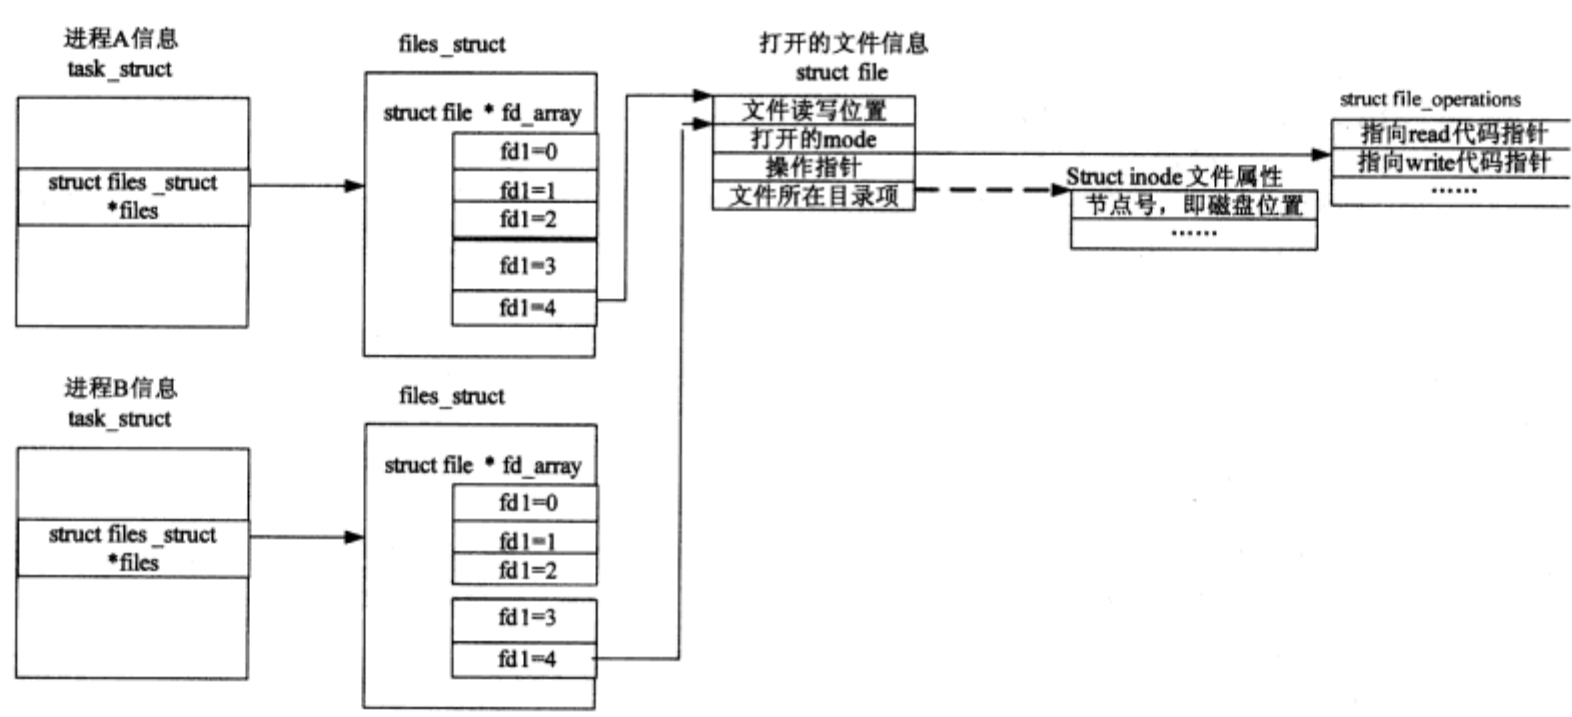 进程A信息
task_struct
struct files _struct
*files
files_struct
struct file * fd_array
fd1=0
fd1=1
fd1=2
fd1=3
fd1=4
打开的文件信息
struct file
文件读写位置
打开的mode
操作指针
文件所在目录项
Struct inode 文件属性
节点号，即磁盘位置
......
struct file_operations
指向read代码指针
指向write代码指针
......
进程B信息
task_struct
struct files _struct
*files
files_struct
struct file * fd_array
fd1=0
fd1=1
fd1=2
fd1=3
fd1=4